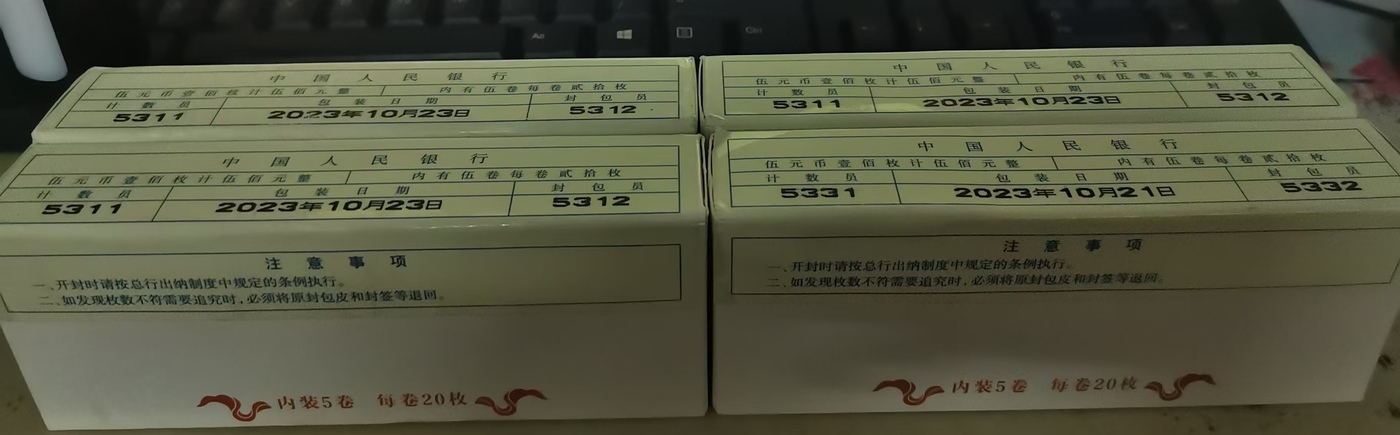 Alt
Ctrl
中国人民银行
伍元币壹佰枚计伍佰元整 内有伍卷每卷贰拾枚
计数员 包装日期 封包员
5311 2023年10月23日 5312
中国人民银行
伍元币壹佰枚计伍佰元整 内有伍卷每卷贰拾枚
计数员 包装日期 封包员
5311 2023年10月23日 5312
中国人民银行
伍元币壹佰枚计伍佰元整 内有伍卷每卷贰拾枚
计数员 包装日期 封包员
5311 2023年10月23日 5312
注意事项
一、开封时请按总行出纳制度中规定的条例执行。
二、如发现枚数不符需要追究时，必须将原封包皮和封签等退回。
内装5卷 每卷20枚
中国人民银行
伍元币壹佰枚计伍佰元整 内有伍卷每卷贰拾枚
计数员 包装日期 封包员
5331 2023年10月21日 5332
注意事项
一、开封时请按总行出纳制度中规定的条例执行。
二、如发现枚数不符需要追究时，必须将原封包皮和封签等退回。
内装5卷 每卷20枚